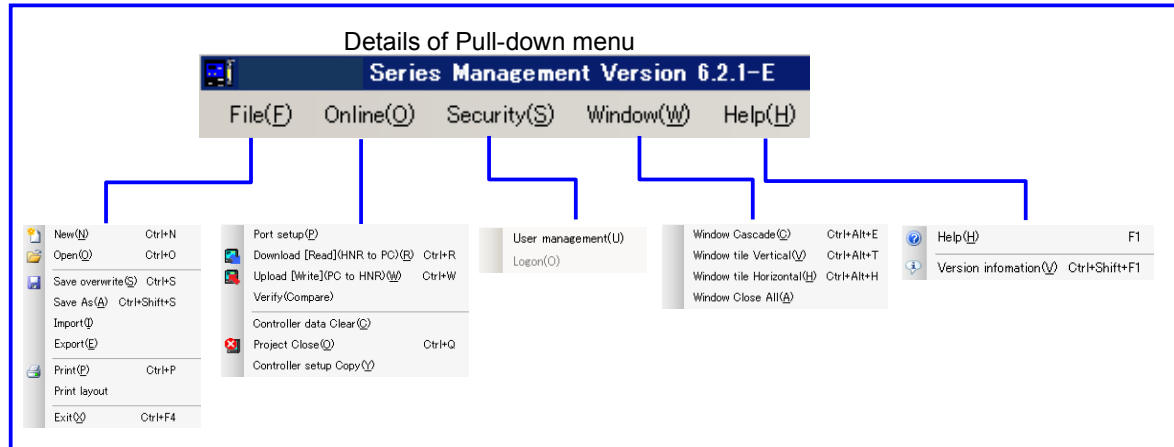 Details of Pull-down menu
Series Management Version 6.2.1-E
File(F) Online(O) Security(S) Window(W) Help(H)
New(N) Ctrl+N
Open(O) Ctrl+O
Save overwrite(S) Ctrl+S
Save As(A) Ctrl+Shift+S
Import(I)
Export(E)
Print(P) Ctrl+P
Print layout
Exit(X) Ctrl+F4
Port setup(P)
Download [Read](HNR to PC)(R) Ctrl+R
Upload [Write](PC to HNR)(W) Ctrl+W
Verify(Compare)
Controller data Clear(C)
Project Close(Q) Ctrl+Q
Controller setup Copy(Y)
User management(U)
Logon(O)
Window Cascade(C) Ctrl+Alt+E
Window tile Vertical(V) Ctrl+Alt+T
Window tile Horizontal(H) Ctrl+Alt+H
Window Close All(A)
Help(H) F1
Version infomation(V) Ctrl+Shift+F1